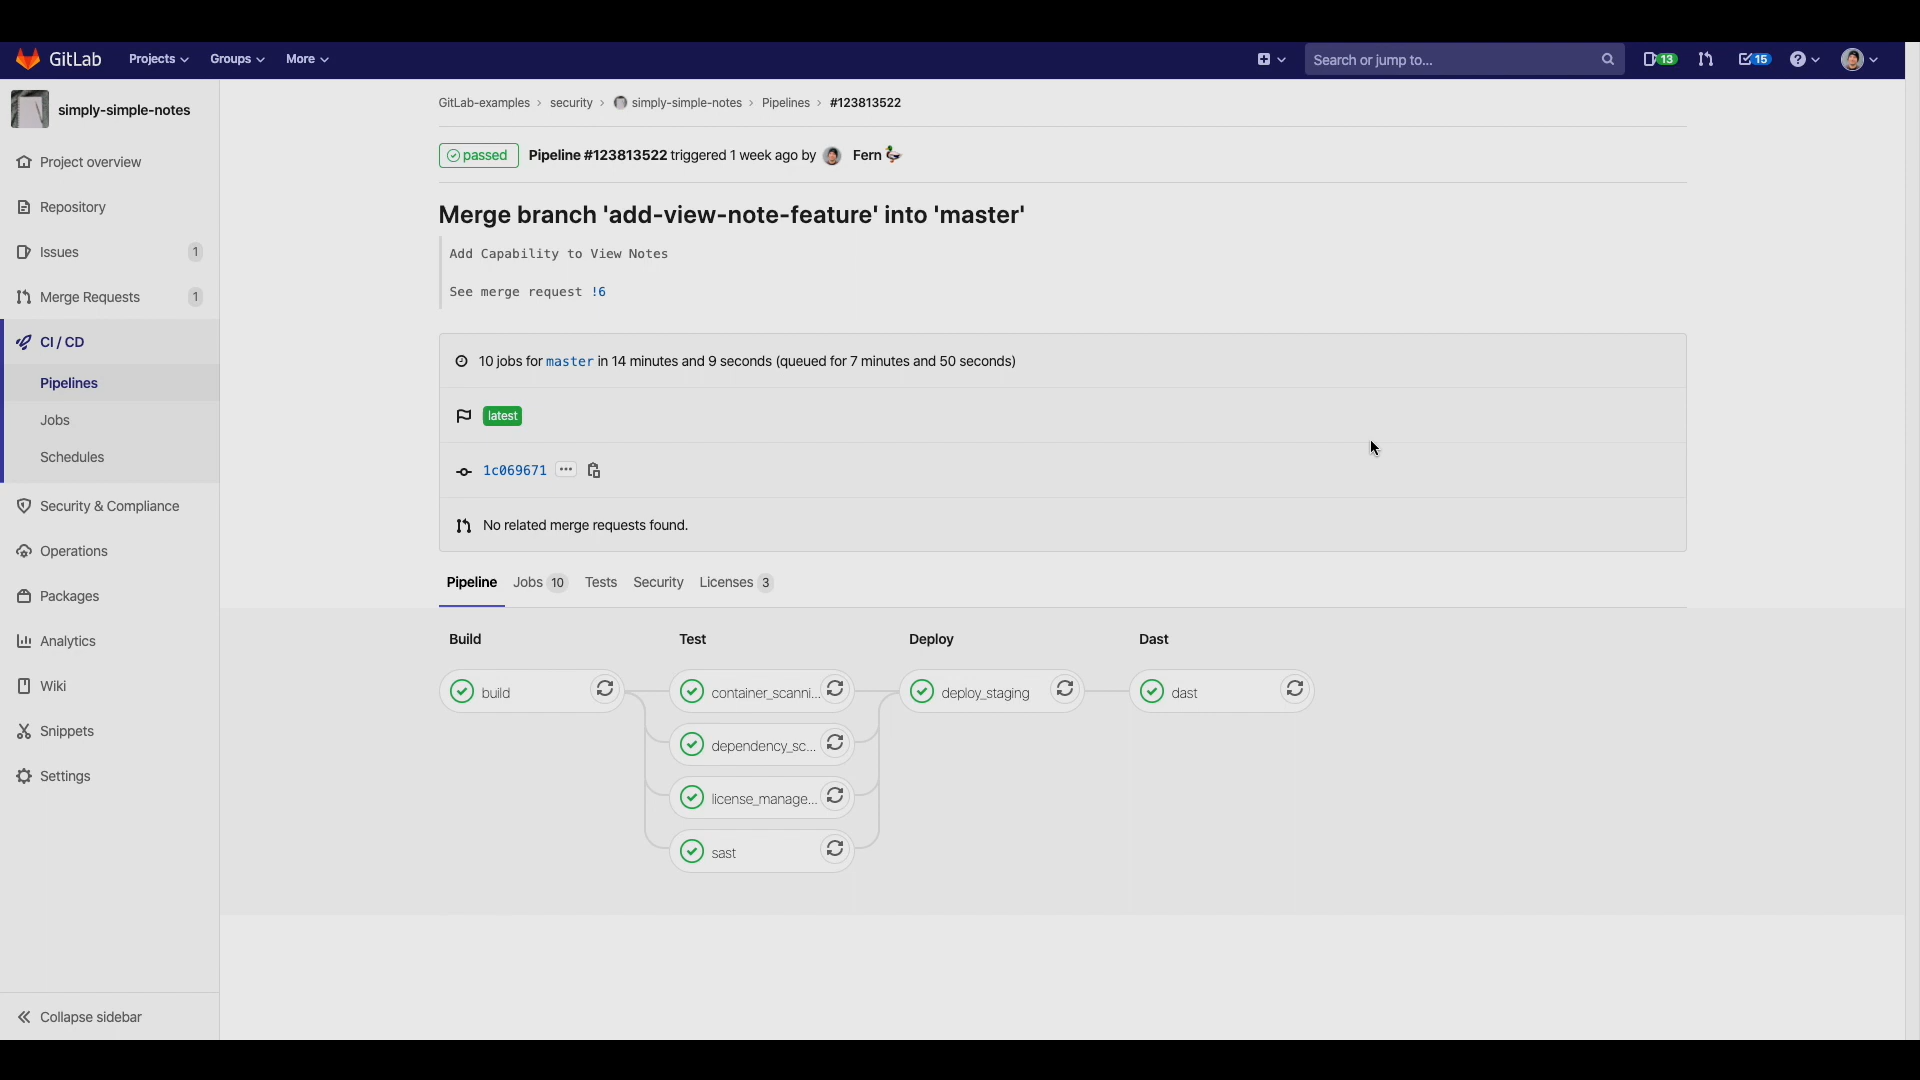 GitLab Projects Groups More Search or jump to... 13 15
simply-simple-notes
Project overview
Repository
Issues 1
Merge Requests 1
CI / CD
Pipelines
Jobs
Schedules
Security & Compliance
Operations
Packages
Analytics
Wiki
Snippets
Settings
Collapse sidebar
GitLab-examples › security › simply-simple-notes › Pipelines › #123813522
passed Pipeline #123813522 triggered 1 week ago by Fern
Merge branch 'add-view-note-feature' into 'master'
Add Capability to View Notes
See merge request !6
10 jobs for master in 14 minutes and 9 seconds (queued for 7 minutes and 50 seconds)
latest
1c069671 ...
No related merge requests found.
Pipeline Jobs 10 Tests Security Licenses 3
Build Test Deploy Dast
build container_scanni... deploy_staging dast
dependency_sc...
license_manage...
sast